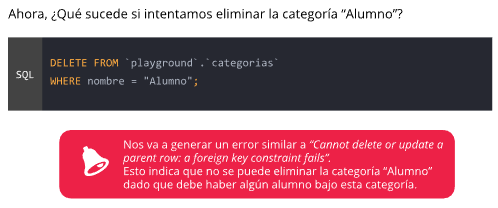 Ahora, ¿Qué sucede si intentamos eliminar la categoría “Alumno”?
SQL
DELETE FROM `playground`.`categorias`
WHERE nombre = "Alumno";
Nos va a generar un error similar a “Cannot delete or update a
parent row: a foreign key constraint fails”.
Esto indica que no se puede eliminar la categoría “Alumno”
dado que debe haber algún alumno bajo esta categoría.